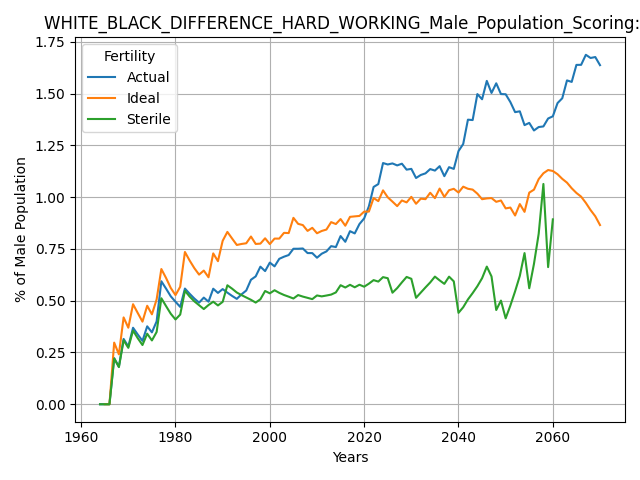 WHITE_BLACK_DIFFERENCE_HARD_WORKING_Male_Population_Scoring:
1.75
1.50
1.25
1.00
0.75
0.50
0.25
0.00
% of Male Population
Fertility
Actual
Ideal
Sterile
1960 1980 2000 2020 2040 2060
Years